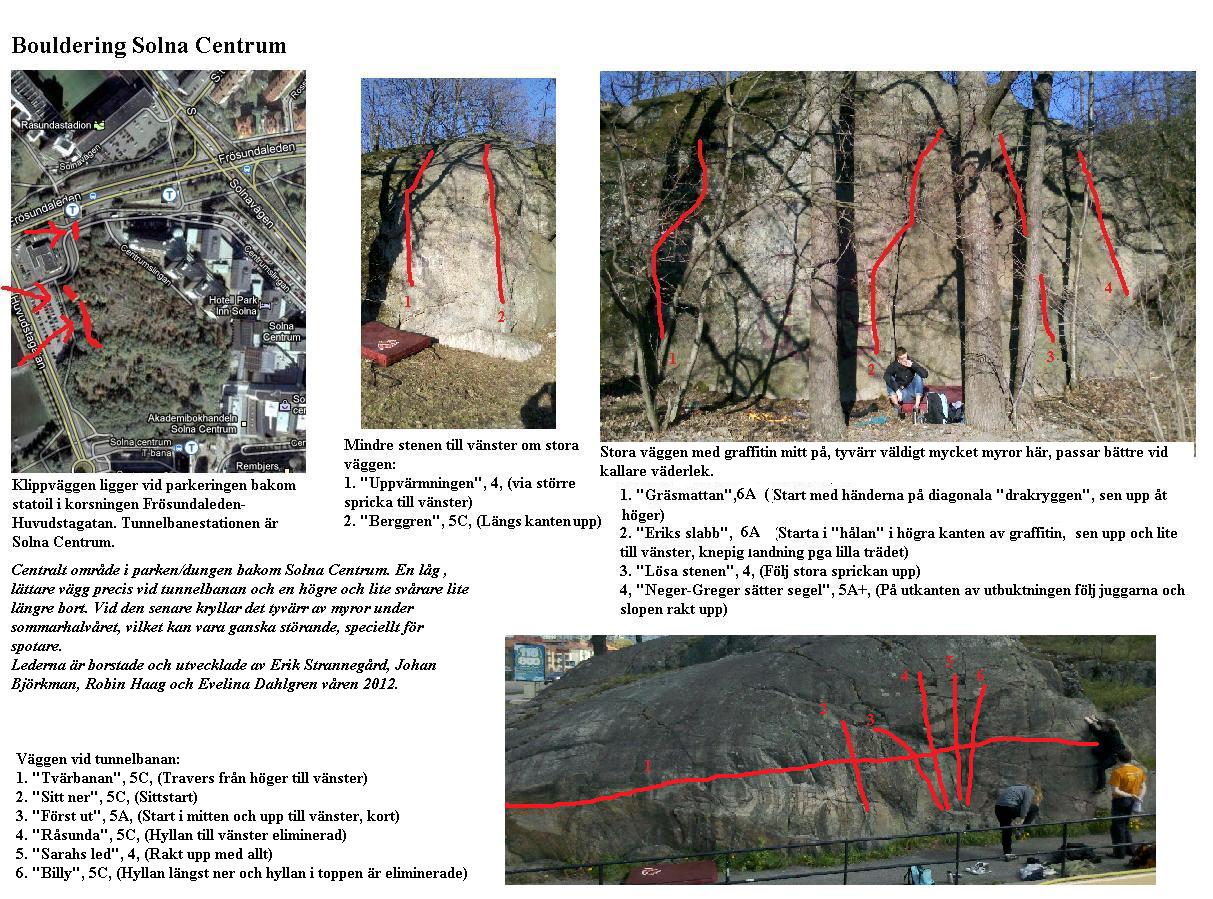 Bouldering Solna Centrum
Råsundastadion
Solnavägen
Frösundaleden
Solnavägen
Frösundaleden
Centrumslingan
Centrumslingan
Huvudstagatan
Hotell Park
Inn Solna
Solna
Centrum
Akademibokhandeln
Solna Centrum
Solna centrum
T-bana
Rembjers
Klippväggen ligger vid parkeringen bakom
statoil i korsningen Frösundaleden-
Huvudstagatan. Tunnelbanestationen är
Solna Centrum.
Centralt område i parken/dungen bakom Solna Centrum. En låg ,
lättare vägg precis vid tunnelbanan och en högre och lite svårare lite
längre bort. Vid den senare kryllar det tyvärr av myror under
sommarhalvåret, vilket kan vara ganska störande, speciellt för
spotare.
Lederna är borstade och utvecklade av Erik Strannegård, Johan
Björkman, Robin Haag och Evelina Dahlgren våren 2012.
1
2
Mindre stenen till vänster om stora
väggen:
1. "Uppvärmningen", 4, (via större
spricka till vänster)
2. "Berggren", 5C, (Längs kanten upp)
1
2
3
4
Stora väggen med graffitin mitt på, tyvärr väldigt mycket myror här, passar bättre vid
kallare väderlek.
1. "Gräsmattan",6A (Start med händerna på diagonala "drakryggen", sen upp åt
höger)
2. "Eriks slabb", 6A (Starta i "hålan" i högra kanten av graffitin, sen upp och lite
till vänster, knepig landning pga lilla trädet)
3. "Lösa stenen", 4, (Följ stora sprickan upp)
4, "Neger-Greger sätter segel", 5A+, (På utkanten av utbuktningen följ juggarna och
slopen rakt upp)
Väggen vid tunnelbanan:
1. "Tvärbanan", 5C, (Travers från höger till vänster)
2. "Sitt ner", 5C, (Sittstart)
3. "Först ut", 5A, (Start i mitten och upp till vänster, kort)
4. "Råsunda", 5C, (Hyllan till vänster eliminerad)
5. "Sarahs led", 4, (Rakt upp med allt)
6. "Billy", 5C, (Hyllan längst ner och hyllan i toppen är eliminerade)
118
800
1
2
3
4
5
6